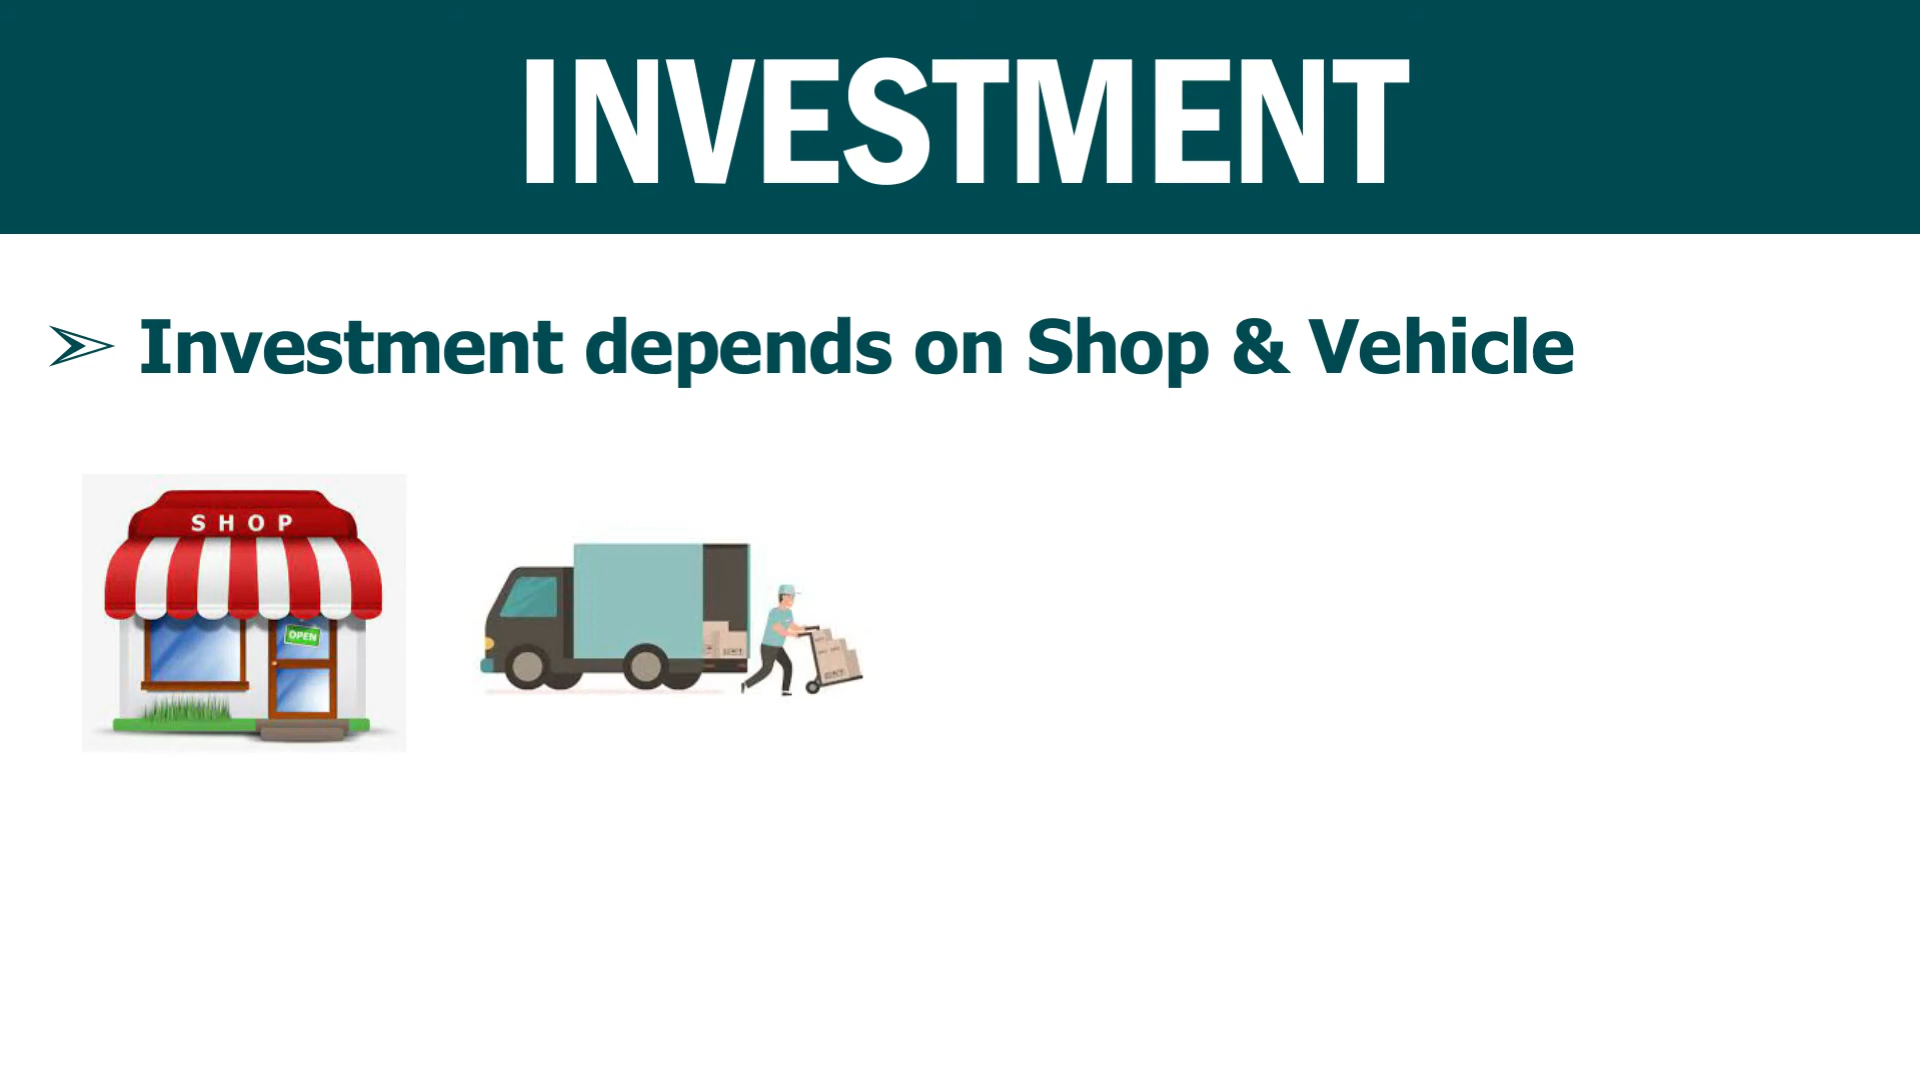 INVESTMENT
➢ Investment depends on Shop & Vehicle
SHOP
OPEN